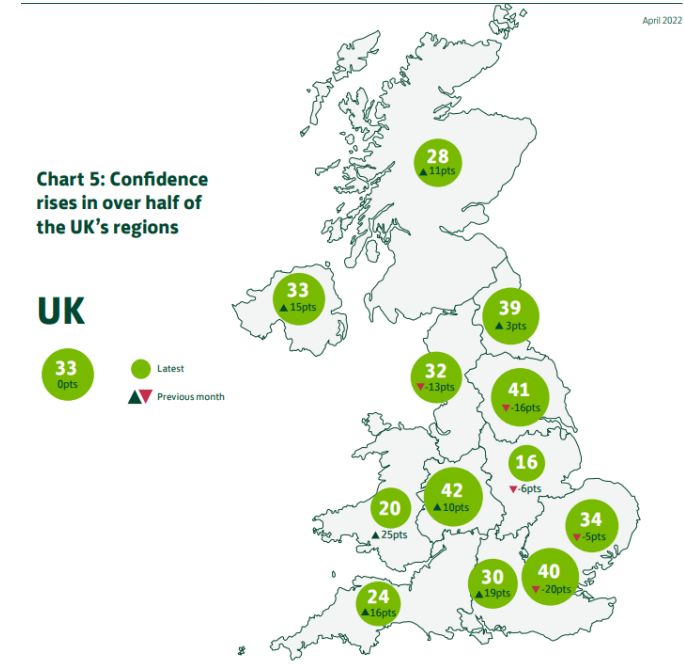 April 2022
Chart 5: Confidence
rises in over half of
the UK's regions
UK
33
0pts
Latest
▲▼ Previous month
28
▲11pts
33
▲15pts
39
▲3pts
32
▼-13pts
41
▼-16pts
16
▼-6pts
42
▲10pts
20
▲25pts
34
▼-5pts
40
▼-20pts
30
▲19pts
24
▲16pts